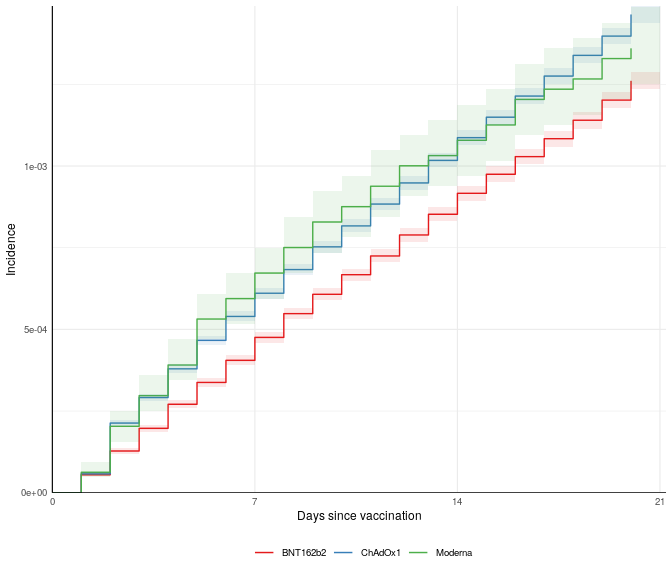 Incidence
1e-03
5e-04
0e+00
0 7 14 21
Days since vaccination
BNT162b2 ChAdOx1 Moderna